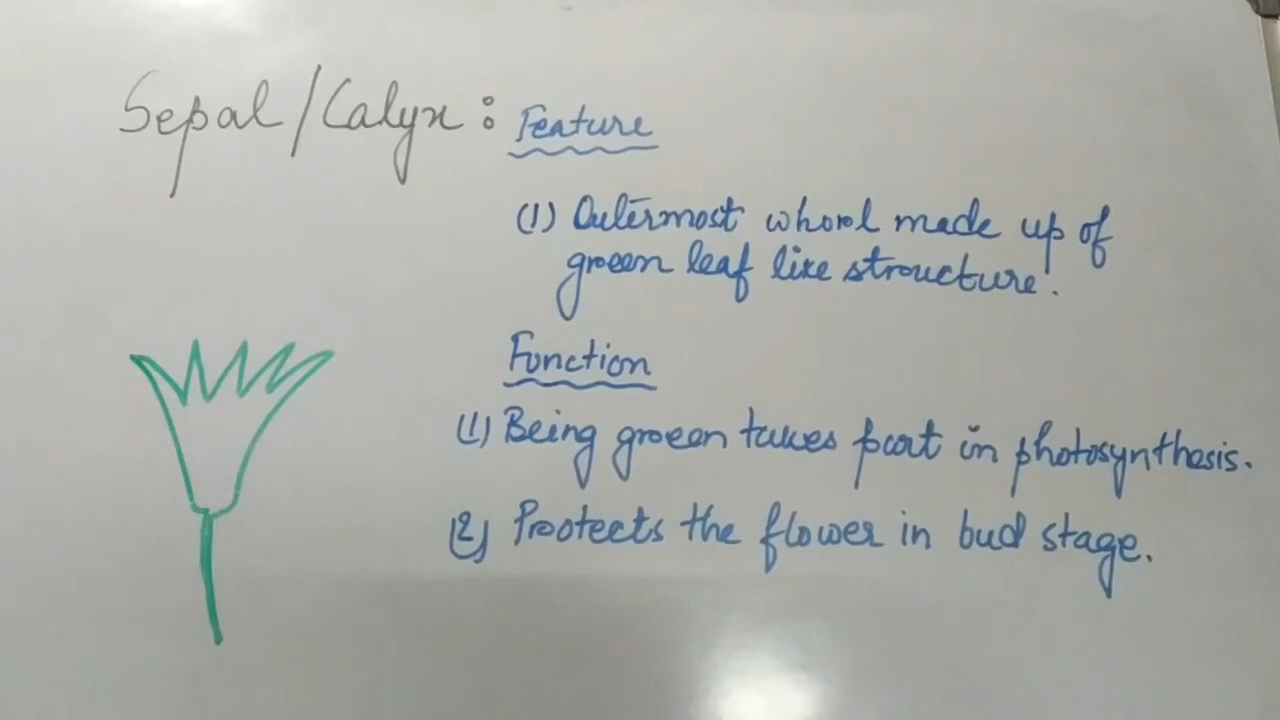 Sepal/Calyx :
Feature
(1) Outermost whorl made up of
green leaf like structure.
Function
(1) Being green takes part in photosynthesis.
(2) Protects the flower in bud stage.